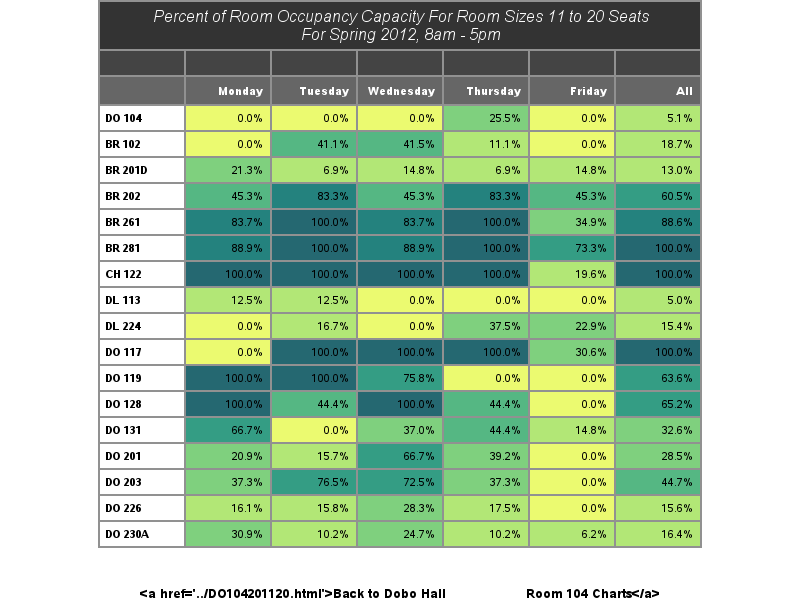 Percent of Room Occupancy Capacity For Room Sizes 11 to 20 Seats
For Spring 2012, 8am - 5pm
Monday Tuesday Wednesday Thursday Friday All
DO 104 0.0% 0.0% 0.0% 25.5% 0.0% 5.1%
BR 102 0.0% 41.1% 41.5% 11.1% 0.0% 18.7%
BR 201D 21.3% 6.9% 14.8% 6.9% 14.8% 13.0%
BR 202 45.3% 83.3% 45.3% 83.3% 45.3% 60.5%
BR 261 83.7% 100.0% 83.7% 100.0% 34.9% 88.6%
BR 281 88.9% 100.0% 88.9% 100.0% 73.3% 100.0%
CH 122 100.0% 100.0% 100.0% 100.0% 19.6% 100.0%
DL 113 12.5% 12.5% 0.0% 0.0% 0.0% 5.0%
DL 224 0.0% 16.7% 0.0% 37.5% 22.9% 15.4%
DO 117 0.0% 100.0% 100.0% 100.0% 30.6% 100.0%
DO 119 100.0% 100.0% 75.8% 0.0% 0.0% 63.6%
DO 128 100.0% 44.4% 100.0% 44.4% 0.0% 65.2%
DO 131 66.7% 0.0% 37.0% 44.4% 14.8% 32.6%
DO 201 20.9% 15.7% 66.7% 39.2% 0.0% 28.5%
DO 203 37.3% 76.5% 72.5% 37.3% 0.0% 44.7%
DO 226 16.1% 15.8% 28.3% 17.5% 0.0% 15.6%
DO 230A 30.9% 10.2% 24.7% 10.2% 6.2% 16.4%
<a href='../DO104201120.html'>Back to Dobo Hall Room 104 Charts</a>